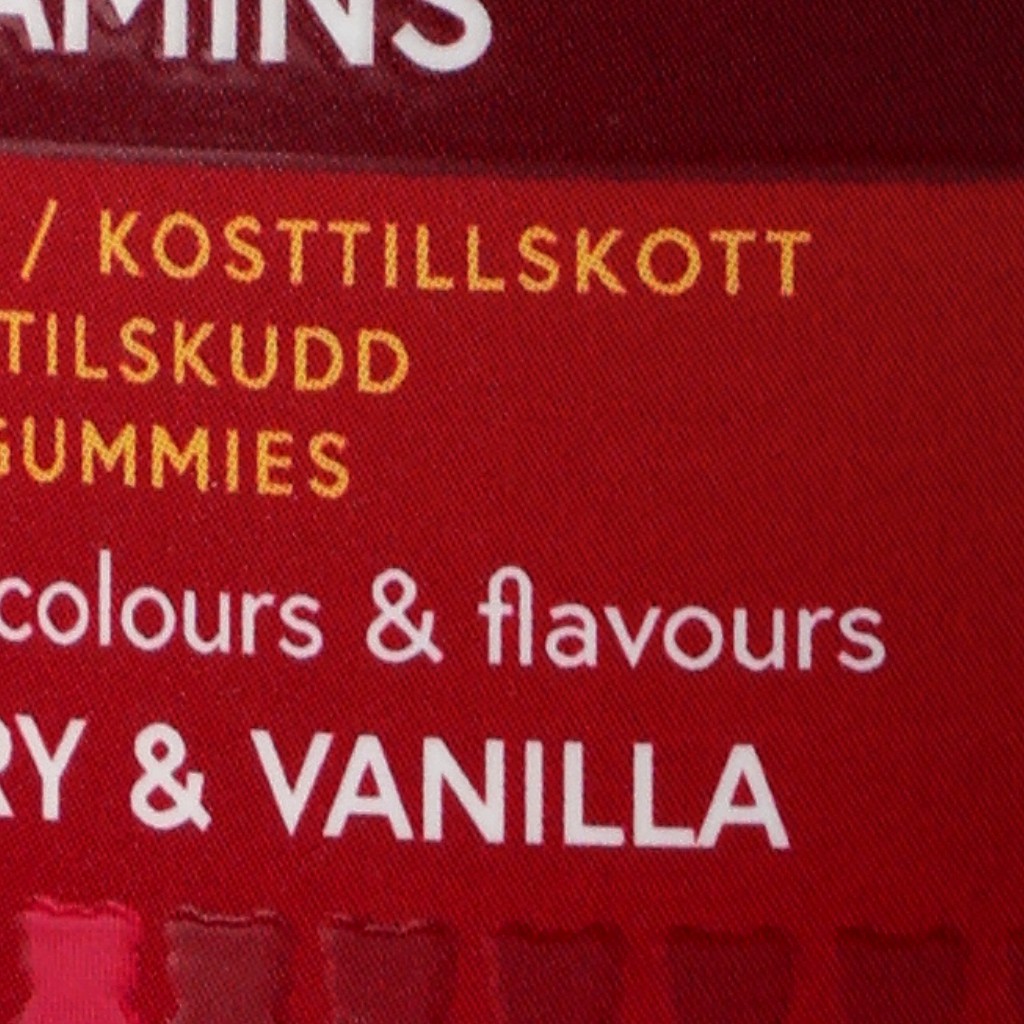 AMINS
/ KOSTTILLSKOTT
TILSKUDD
GUMMIES
colours & flavours
RY & VANILLA